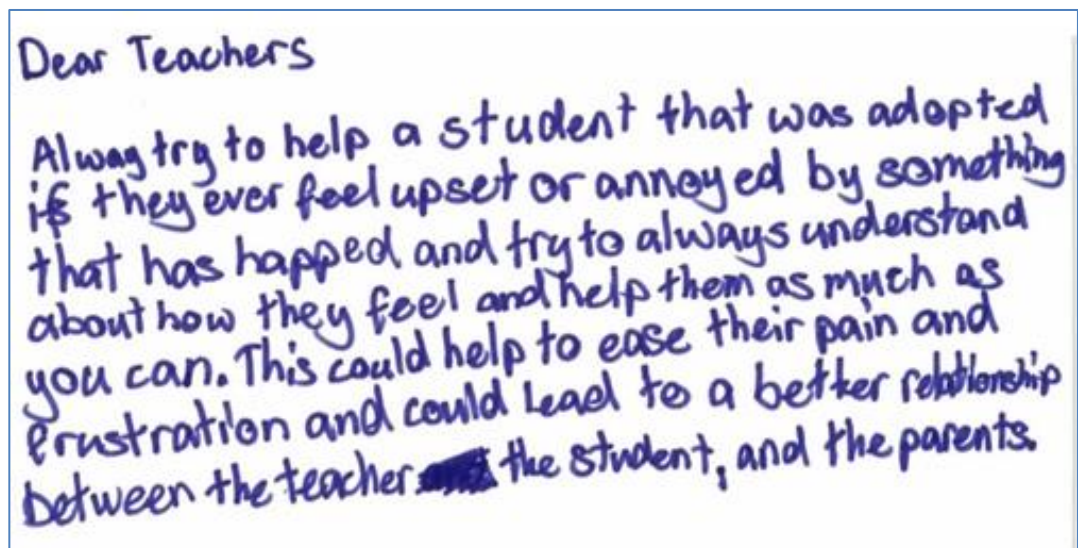 Dear Teachers
Alway try to help a student that was adopted
if they ever feel upset or annoyed by something
that has happed and try to always understand
about how they feel and help them as much as
you can. This could help to ease their pain and
frustration and could lead to a better relationship
between the teacher the student, and the parents.